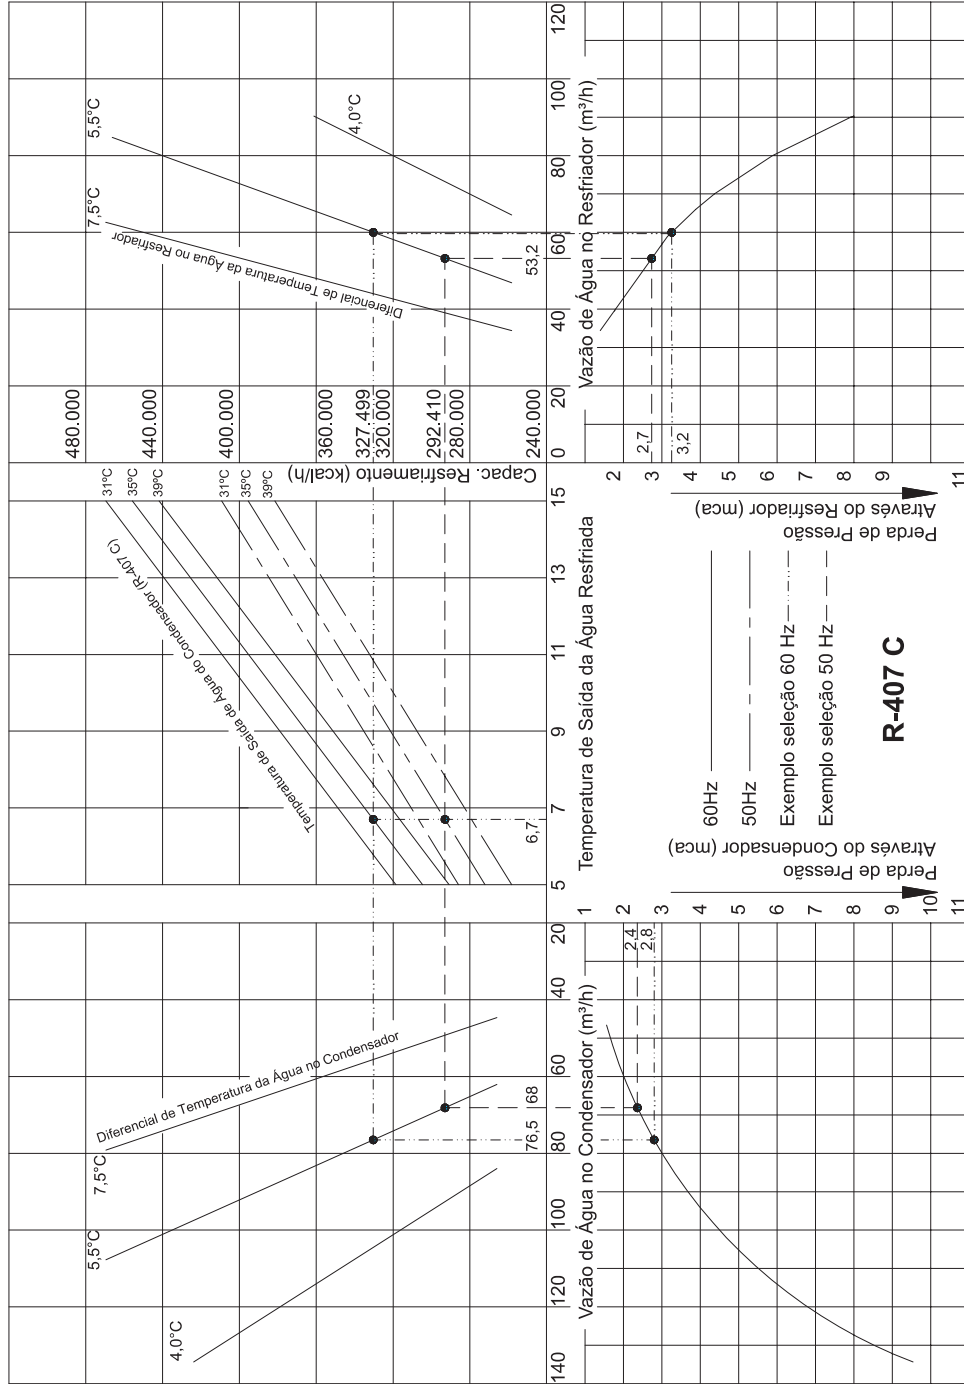 120
100
80
60
40
20
0
Vazão de Água no Resfriador (m³/h)
53,2
5,5°C
7,5°C
4,0°C
Diferencial de Temperatura da Água no Resfriador
480.000
440.000
400.000
360.000
327.499
320.000
292.410
280.000
240.000
Capac. Resfriamento (kcal/h)
2,7
3,2
2
3
4
5
6
7
8
9
11
Perda de Pressão
Através do Resfriador (mca)
31ºC
35ºC
39ºC
31ºC
35ºC
39ºC
Temperatura de Saída de Água do Condensador (R-407 C)
15
13
11
9
7
5
6,7
Temperatura de Saída da Água Resfriada
60Hz
50Hz
Exemplo seleção 60 Hz
Exemplo seleção 50 Hz
R-407 C
Perda de Pressão
Através do Condensador (mca)
1
2
3
4
5
6
7
8
9
10
11
2,4
2,8
20
40
60
80
100
120
140
68
76,5
Vazão de Água no Condensador (m³/h)
Diferencial de Temperatura da Água no Condensador
7,5°C
5,5°C
4,0°C